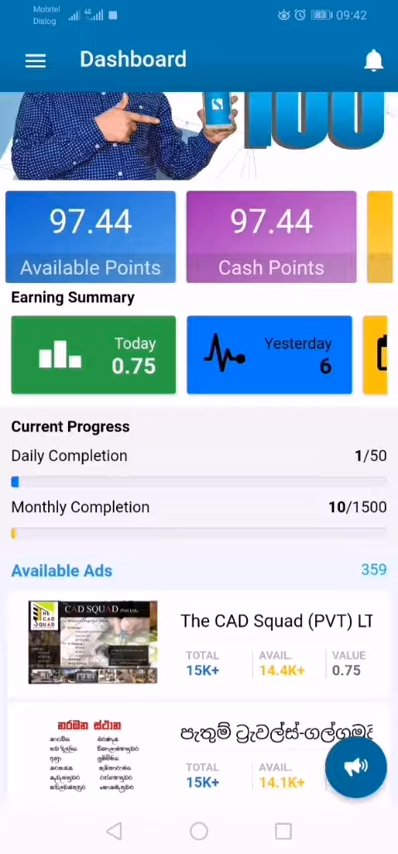 Mobitel
Dialog
4G
83
09:42
Dashboard
S
100
97.44
Available Points
97.44
Cash Points
Earning Summary
Today
0.75
Yesterday
6
Current Progress
Daily Completion
1/50
Monthly Completion
10/1500
Available Ads
359
CAD SQUAD
The CAD Squad (PVT) LT
TOTAL
AVAIL.
VALUE
15K+
14.4K+
0.75
නරඹන ස්ථාන
පැතුම් ට්‍රැවල්ස්-ගල්ගමුව
TOTAL
AVAIL.
15K+
14.1K+